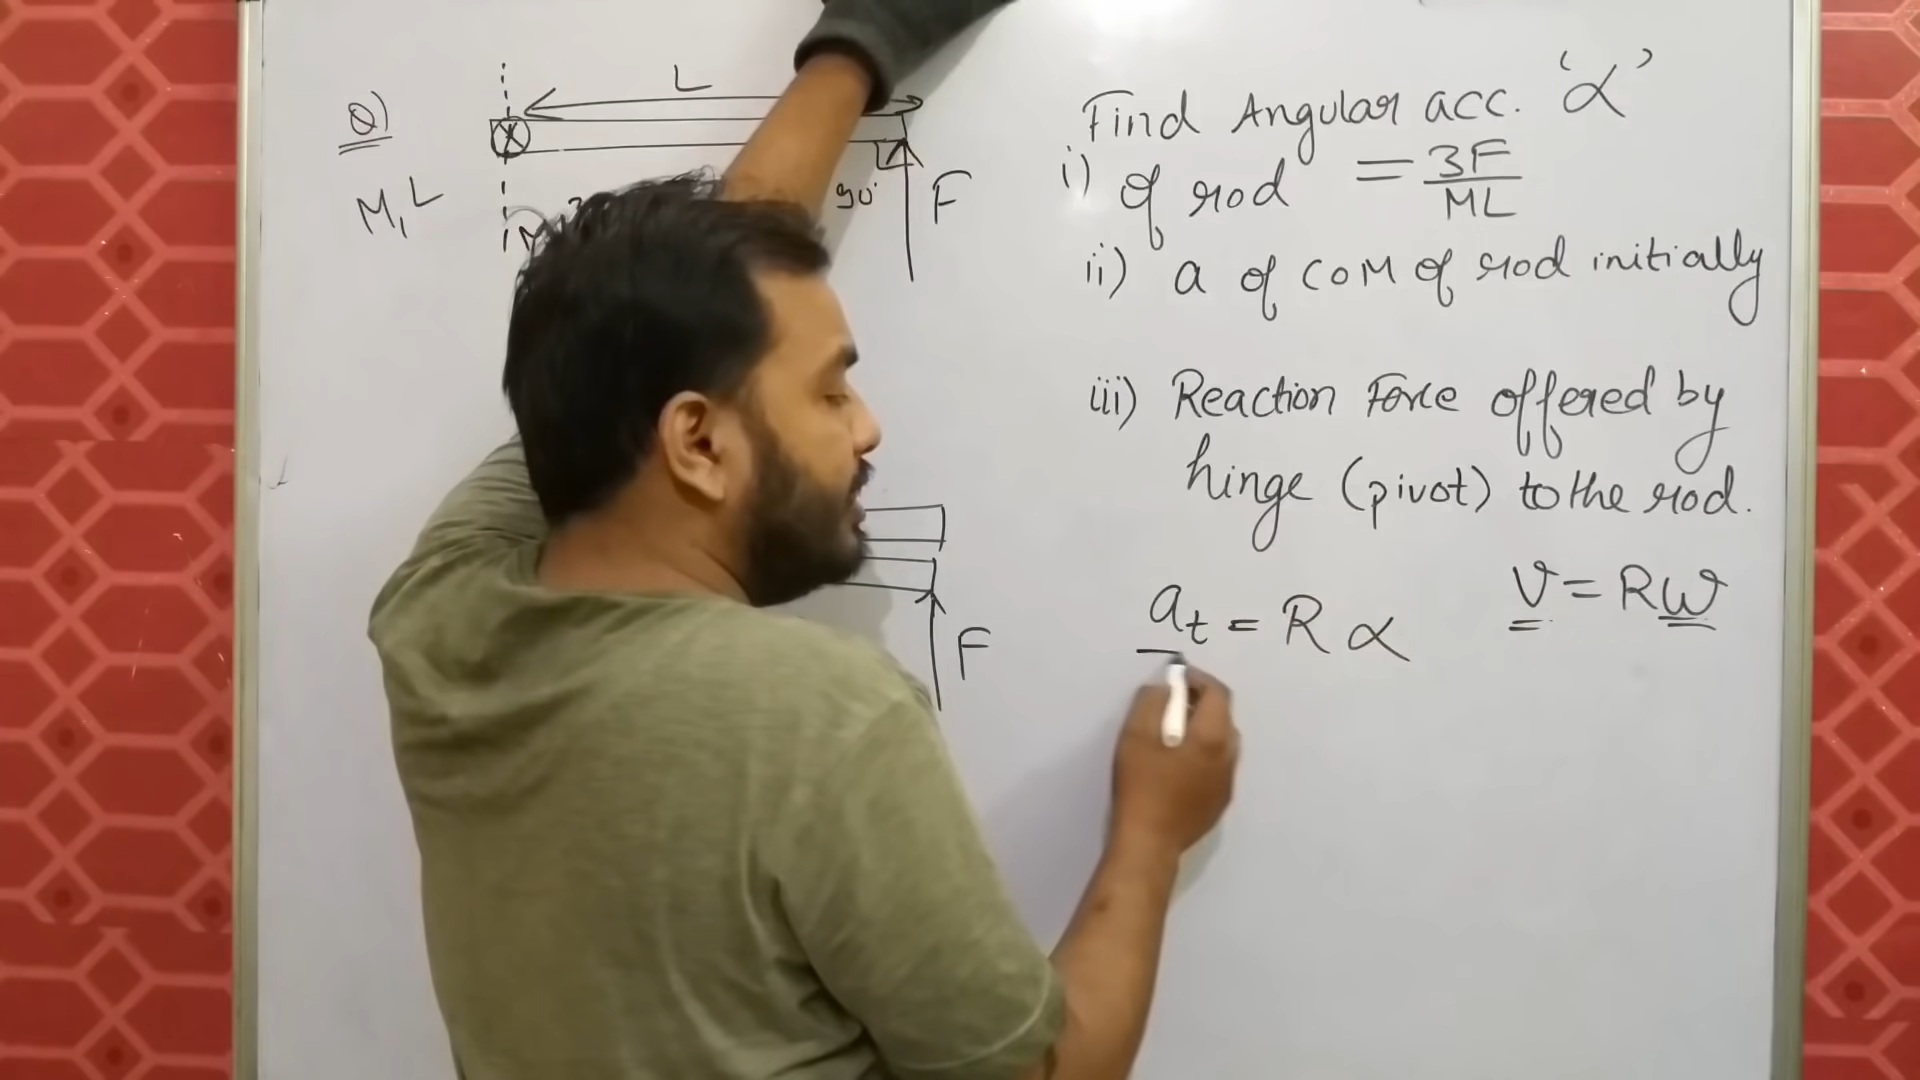 Q)
L
M, L
90°
F
Find Angular acc. 'α'
i) of rod = 3F/ML
ii) a of COM of rod initially
iii) Reaction Force offered by
hinge (pivot) to the rod.
a_t = R α
v = Rω
F